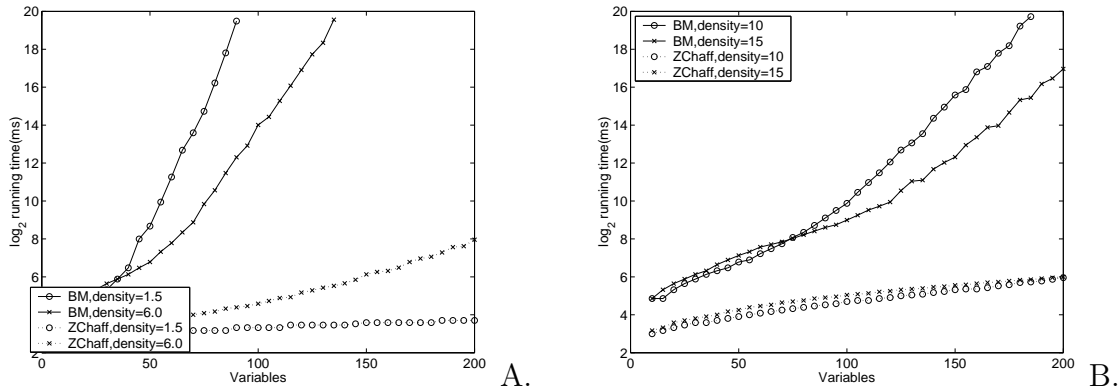 20
18
16
14
12
10
8
6
4
2
log2 running time(ms)
BM,density=1.5
BM,density=6.0
ZChaff,density=1.5
ZChaff,density=6.0
0 50 100 150 200
Variables
A.
20
18
16
14
12
10
8
6
4
2
log2 running time(ms)
BM,density=10
BM,density=15
ZChaff,density=10
ZChaff,density=15
0 50 100 150 200
Variables
B.